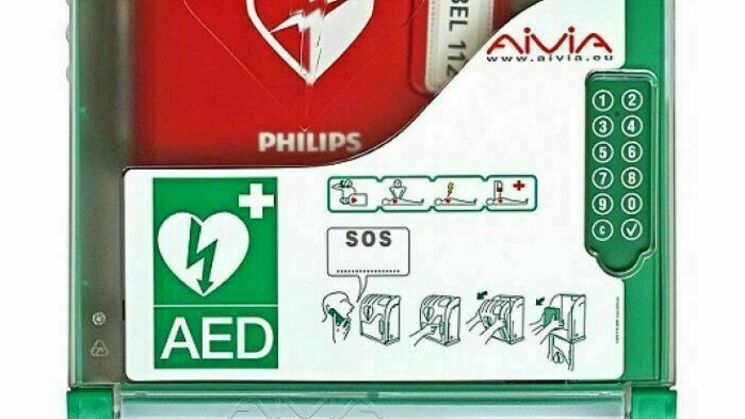 BEL 112
AiViA
www.aivia.eu
PHILIPS
1 2
3 4
5 6
7 8
9 0
C ✓
SOS
AED